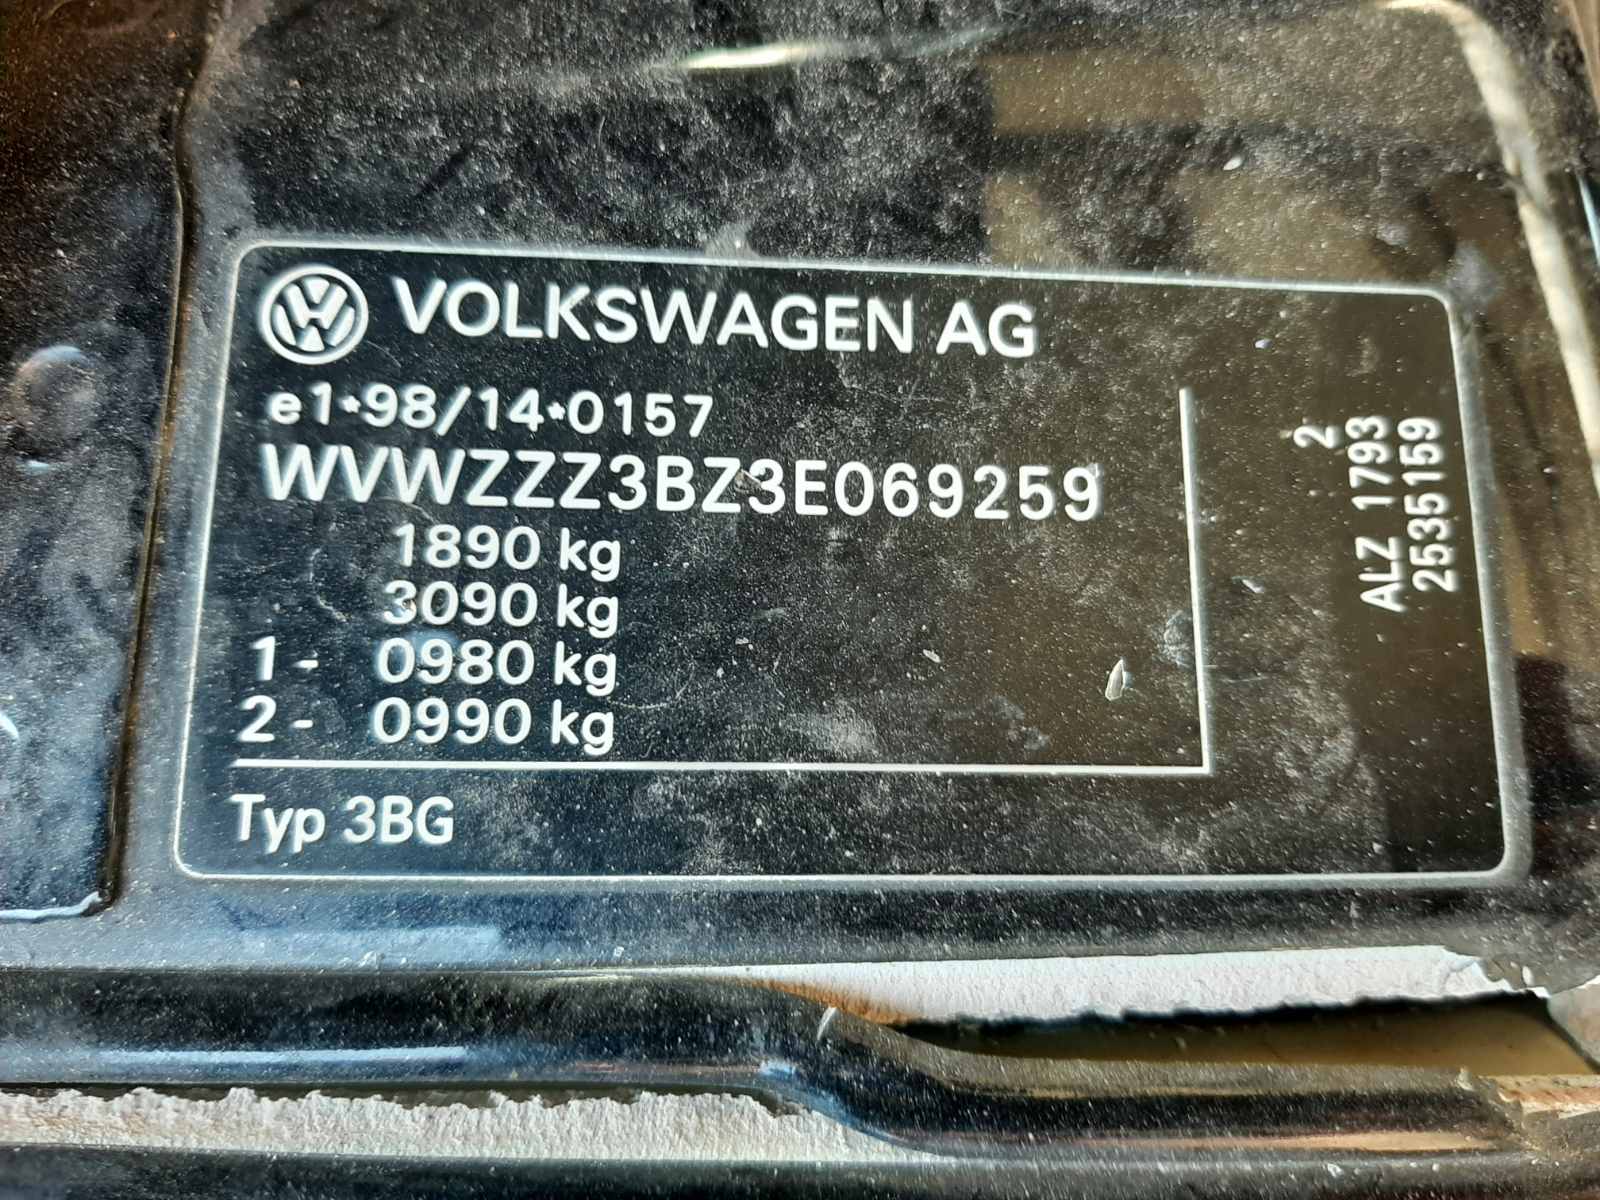 VOLKSWAGEN AG
e1*98/14*0157
WVWZZZ3BZ3E069259
1890 kg
3090 kg
1 - 0980 kg
2 - 0990 kg
Typ 3BG
2
ALZ 1793
2535159